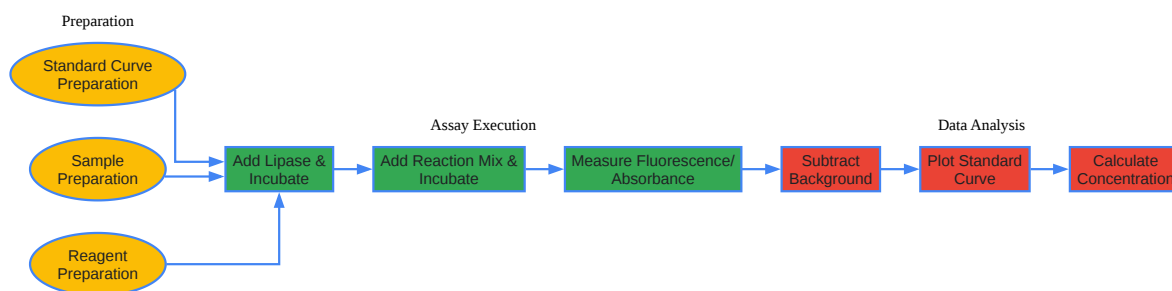 Preparation
Standard Curve
Preparation
Sample
Preparation
Reagent
Preparation
Assay Execution
Add Lipase &
Incubate
Add Reaction Mix &
Incubate
Measure Fluorescence/
Absorbance
Data Analysis
Subtract
Background
Plot Standard
Curve
Calculate
Concentration